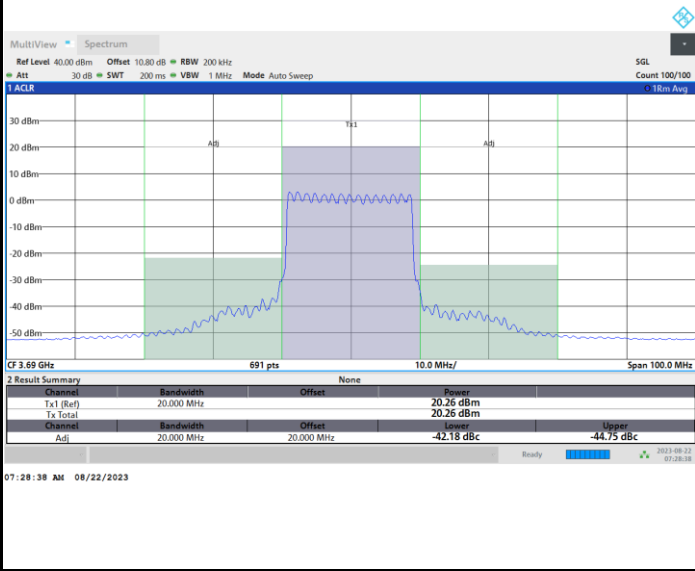 MultiView Spectrum
Ref Level 40.00 dBm Offset 10.80 dB RBW 200 kHz SGL
Att 30 dB SWT 200 ms VBW 1 MHz Mode Auto Sweep Count 100/100
1 ACLR 1Rm Avg
30 dBm
Tx1
20 dBm
Adj Adj
10 dBm
0 dBm
-10 dBm
-20 dBm
-30 dBm
-40 dBm
-50 dBm
CF 3.69 GHz 691 pts 10.0 MHz/ Span 100.0 MHz
2 Result Summary None
Channel Bandwidth Offset Power
Tx1 (Ref) 20.000 MHz 20.26 dBm
Tx Total 20.26 dBm
Channel Bandwidth Offset Lower Upper
Adj 20.000 MHz 20.000 MHz -42.18 dBc -44.75 dBc
Ready 2023-08-22
07:28:38
07:28:38 AM 08/22/2023